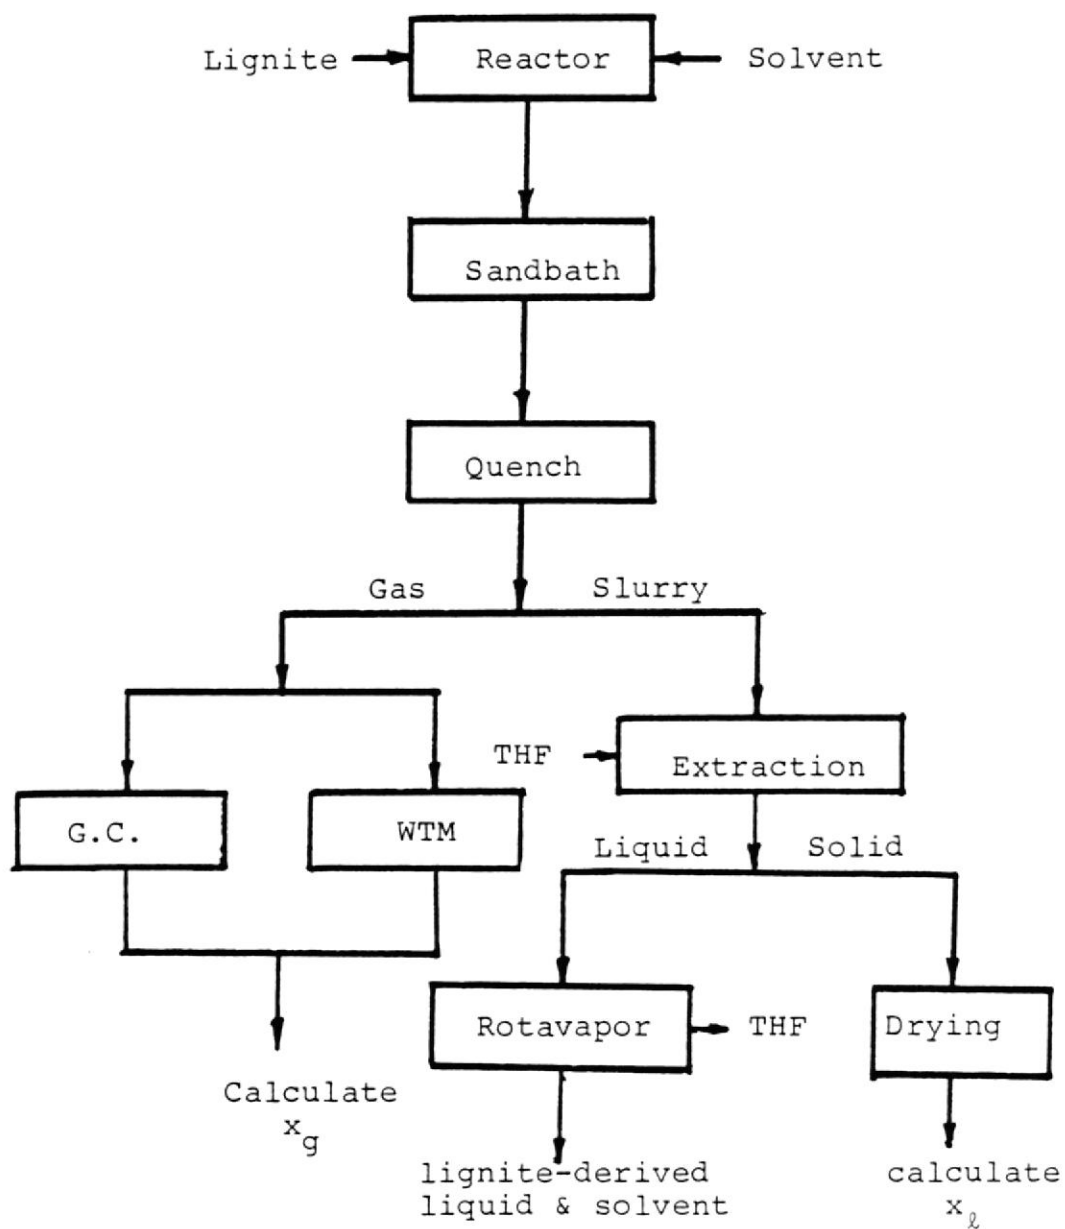 Lignite
Reactor
Solvent
Sandbath
Quench
Gas
Slurry
THF
Extraction
G.C.
WTM
Liquid
Solid
Rotavapor
THF
Drying
Calculate
x_g
lignite-derived
liquid & solvent
calculate
x_ℓ